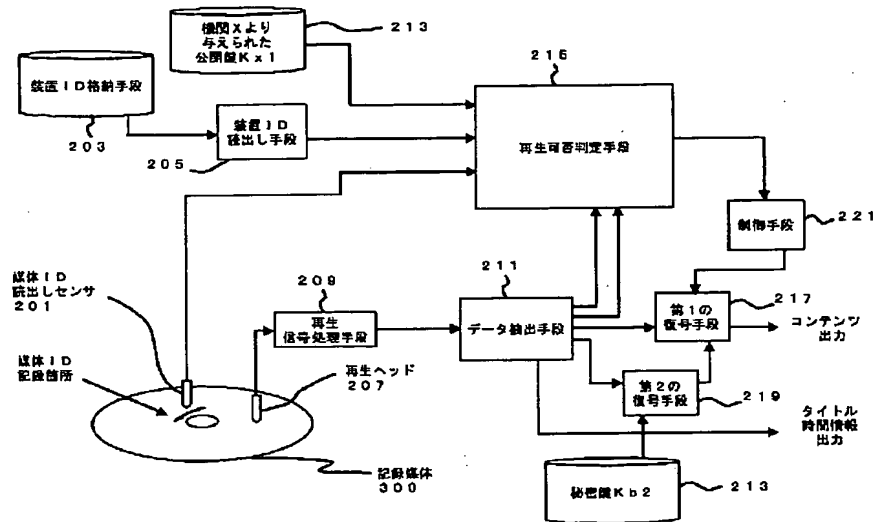 機関Xより
与えられた
公開鍵Kx1
213
装置ID格納手段
203
装置ID
読出し手段
205
215
再生可否判定手段
制御手段
221
媒体ID
読出しセンサ
201
媒体ID
記録箇所
209
再生
信号処理手段
再生ヘッド
207
211
データ抽出手段
第1の
復号手段
217
コンテンツ
出力
第2の
復号手段
219
タイトル
時間情報
出力
記録媒体
300
秘密鍵Kb2
213